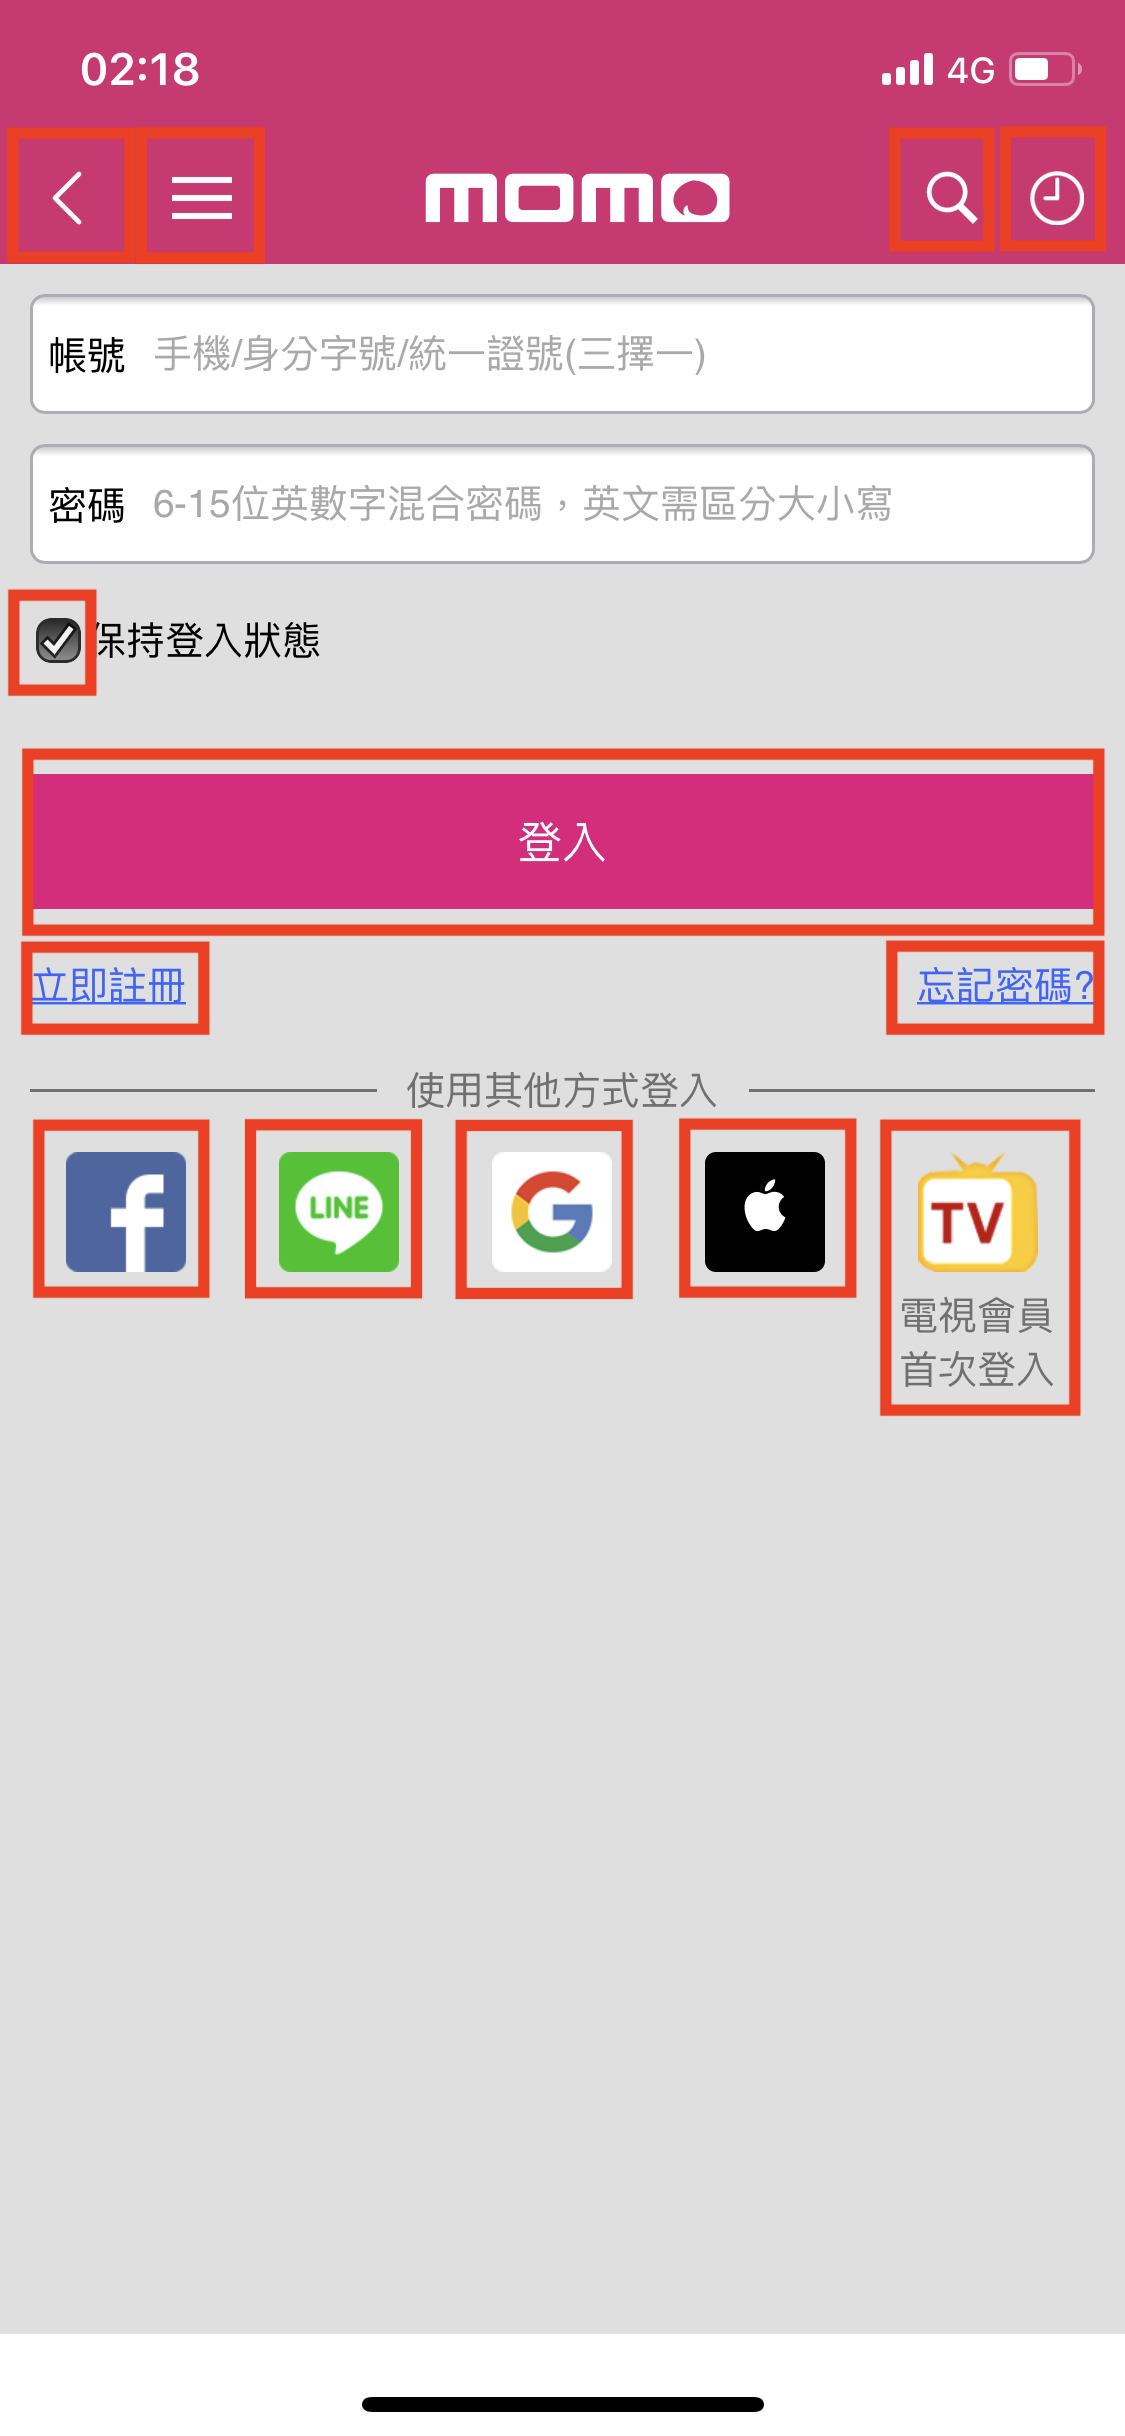 02:18 4G
momo
帳號 手機/身分字號/統一證號(三擇一)
密碼 6-15位英數字混合密碼，英文需區分大小寫
保持登入狀態
登入
立即註冊 忘記密碼?
使用其他方式登入
f LINE G TV
電視會員
首次登入